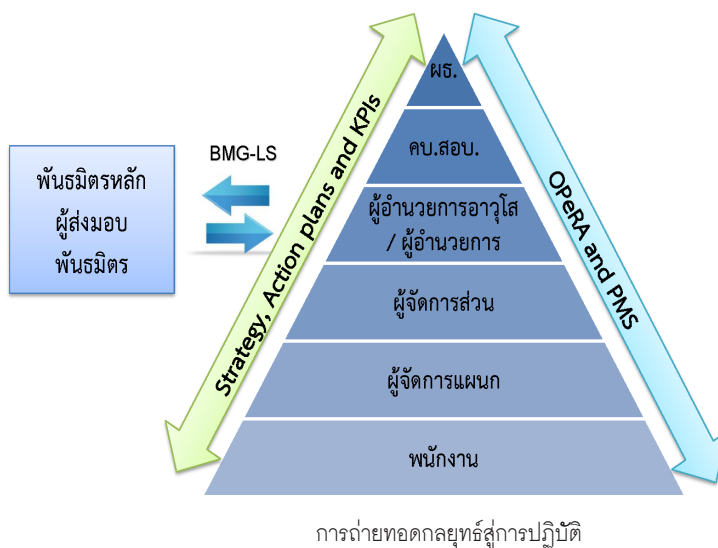 ผธ.
คบ.สอบ.
ผู้อำนวยการอาวุโส
/ ผู้อำนวยการ
ผู้จัดการส่วน
ผู้จัดการแผนก
พนักงาน
Strategy, Action plans and KPIs
OPeRA and PMS
BMG-LS
พันธมิตรหลัก
ผู้ส่งมอบ
พันธมิตร
การถ่ายทอดกลยุทธ์สู่การปฏิบัติ